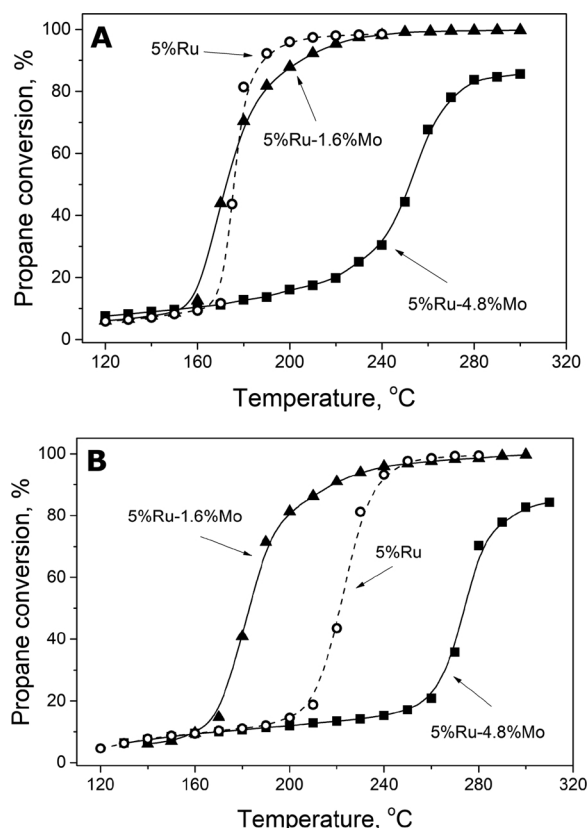 A
Propane conversion, %
100
80
60
40
20
0
5%Ru
5%Ru-1.6%Mo
5%Ru-4.8%Mo
120 160 200 240 280 320
Temperature, °C
B
Propane conversion, %
100
80
60
40
20
0
5%Ru-1.6%Mo
5%Ru
5%Ru-4.8%Mo
120 160 200 240 280 320
Temperature, °C